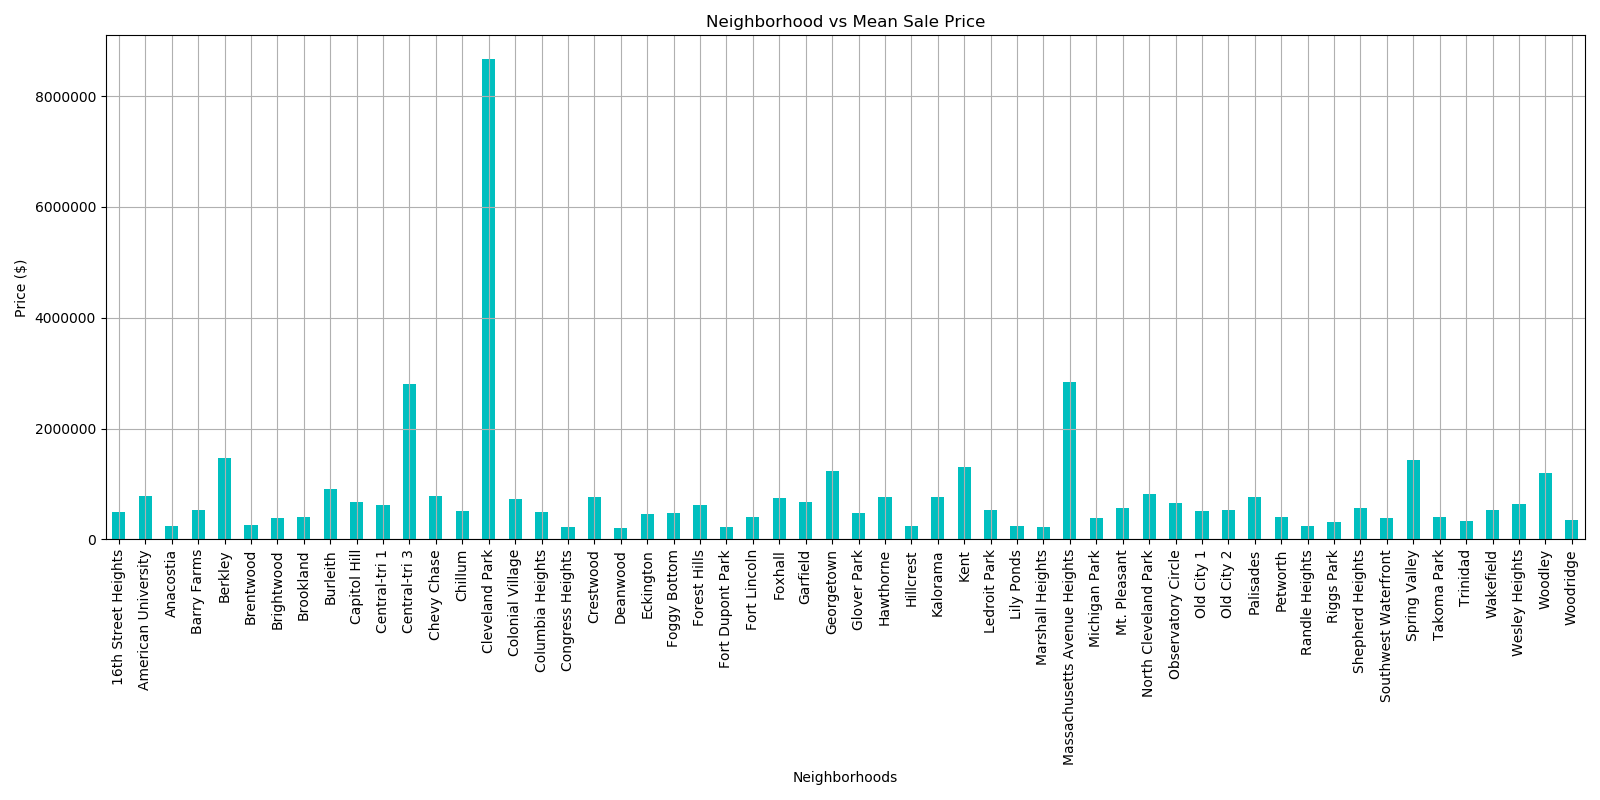 Neighborhood vs Mean Sale Price
Price ($)
8000000
6000000
4000000
2000000
0
16th Street Heights
American University
Anacostia
Barry Farms
Berkley
Brentwood
Brightwood
Brookland
Burleith
Capitol Hill
Central-tri 1
Central-tri 3
Chevy Chase
Chillum
Cleveland Park
Colonial Village
Columbia Heights
Congress Heights
Crestwood
Deanwood
Eckington
Foggy Bottom
Forest Hills
Fort Dupont Park
Fort Lincoln
Foxhall
Garfield
Georgetown
Glover Park
Hawthorne
Hillcrest
Kalorama
Kent
Ledroit Park
Lily Ponds
Marshall Heights
Massachusetts Avenue Heights
Michigan Park
Mt. Pleasant
North Cleveland Park
Observatory Circle
Old City 1
Old City 2
Palisades
Petworth
Randle Heights
Riggs Park
Shepherd Heights
Southwest Waterfront
Spring Valley
Takoma Park
Trinidad
Wakefield
Wesley Heights
Woodley
Woodridge
Neighborhoods